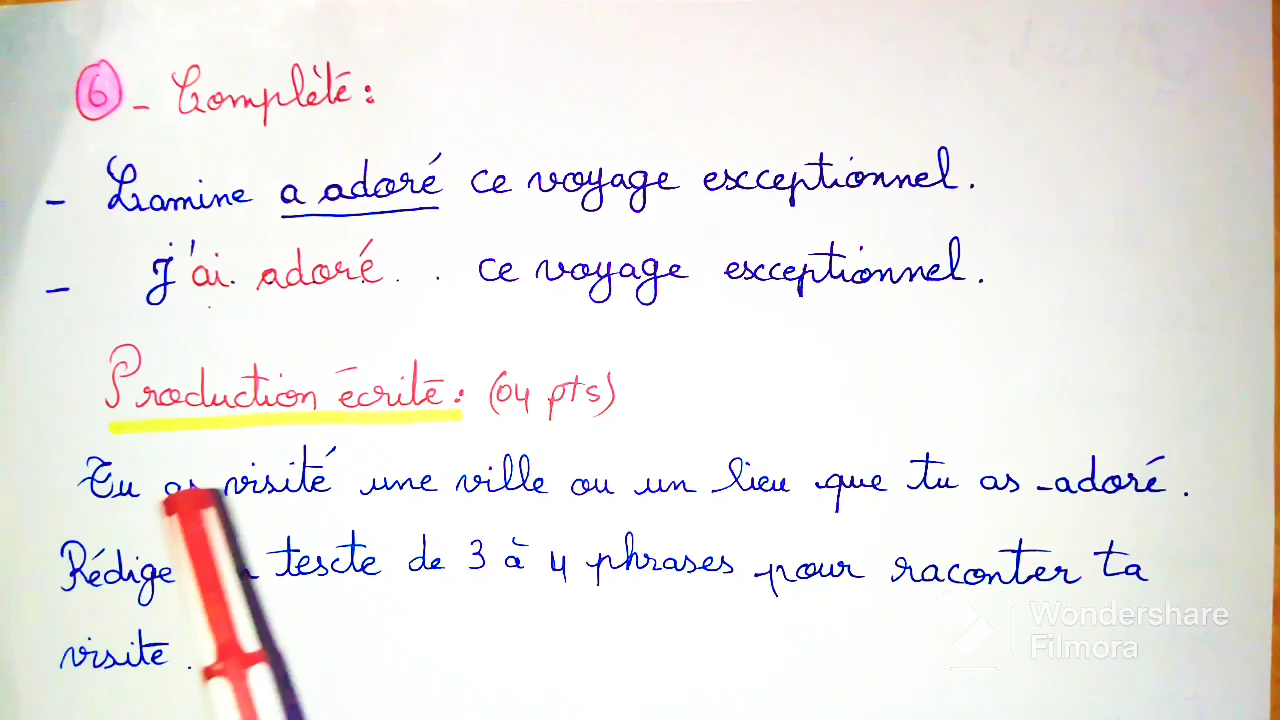 6 - Complète :
- Lamine a adoré ce voyage exceptionnel.
- J'ai adoré .. ce voyage exceptionnel.
Production écrite : (04 pts)
Tu as visité une ville ou un lieu que tu as adoré.
Rédige texte de 3 à 4 phrases pour raconter ta
visite.
Wondershare
Filmora